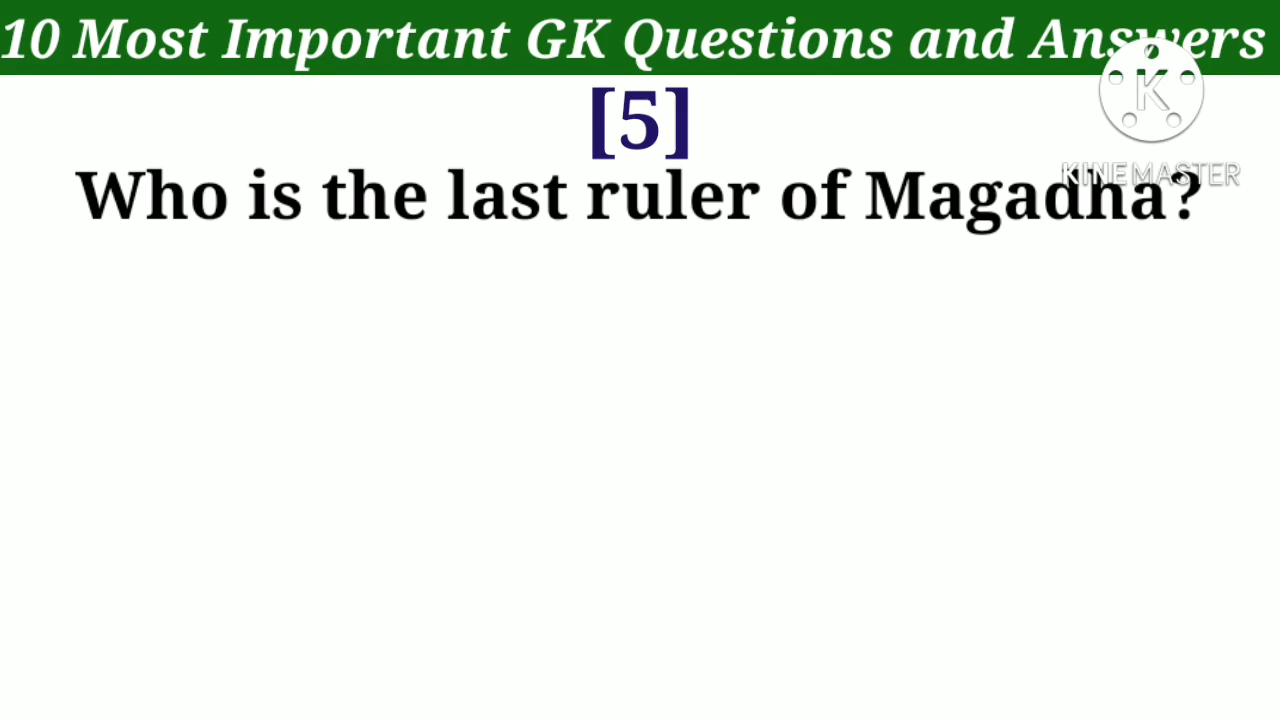 10 Most Important GK Questions and Answers
K
[5]
KINEMASTER
Who is the last ruler of Magadha?